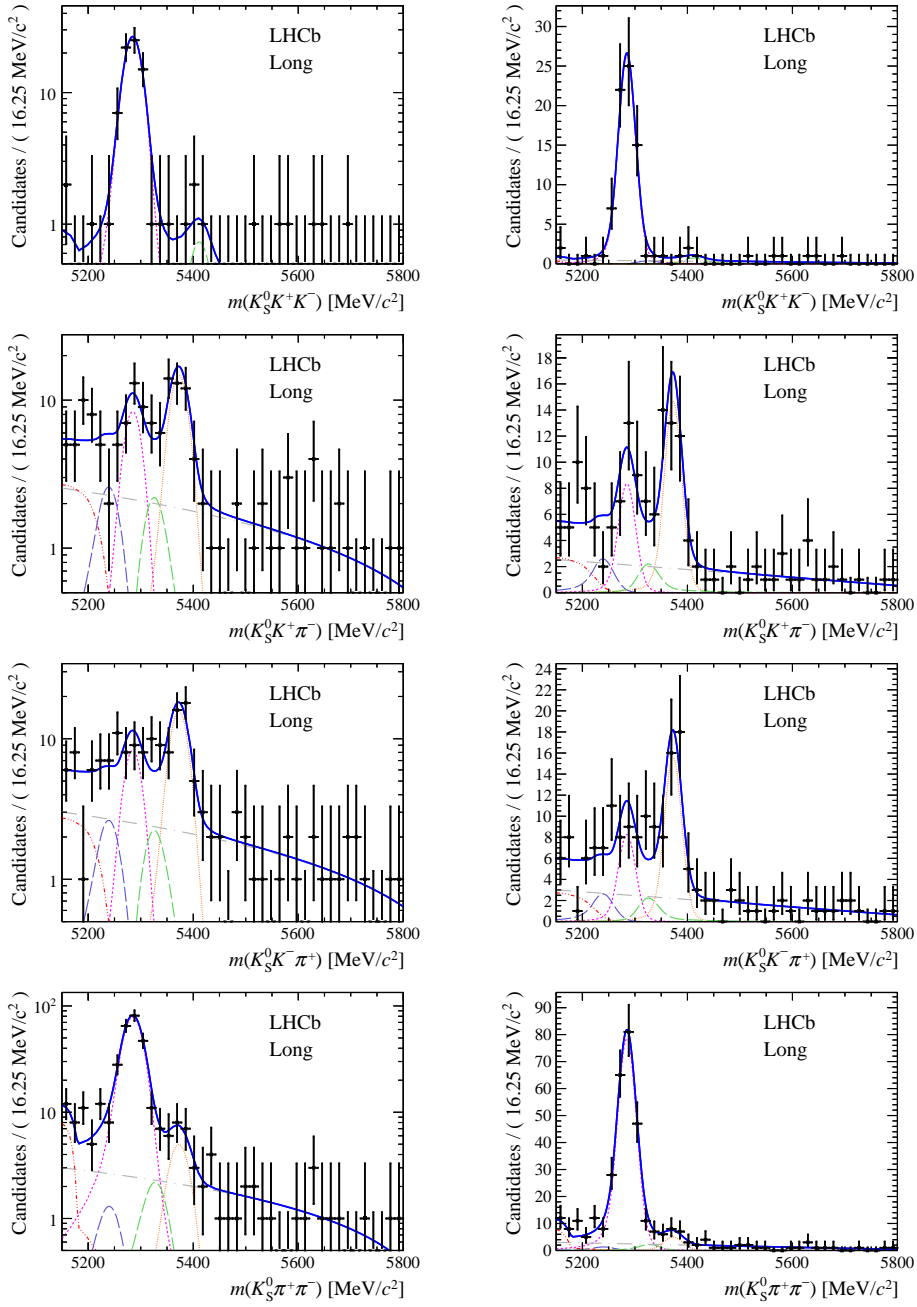 Candidates / ( 16.25 MeV/c² )
10
1
LHCb
Long
5200 5400 5600 5800
m(K⁰SK⁺K⁻) [MeV/c²]
Candidates / ( 16.25 MeV/c² )
30
25
20
15
10
5
0
LHCb
Long
5200 5400 5600 5800
m(K⁰SK⁺K⁻) [MeV/c²]
Candidates / ( 16.25 MeV/c² )
10
1
LHCb
Long
5200 5400 5600 5800
m(K⁰SK⁺π⁻) [MeV/c²]
Candidates / ( 16.25 MeV/c² )
18
16
14
12
10
8
6
4
2
0
LHCb
Long
5200 5400 5600 5800
m(K⁰SK⁺π⁻) [MeV/c²]
Candidates / ( 16.25 MeV/c² )
10
1
LHCb
Long
5200 5400 5600 5800
m(K⁰SK⁻π⁺) [MeV/c²]
Candidates / ( 16.25 MeV/c² )
24
22
20
18
16
14
12
10
8
6
4
2
0
LHCb
Long
5200 5400 5600 5800
m(K⁰SK⁻π⁺) [MeV/c²]
Candidates / ( 16.25 MeV/c² )
10²
10
1
LHCb
Long
5200 5400 5600 5800
m(K⁰Sπ⁺π⁻) [MeV/c²]
Candidates / ( 16.25 MeV/c² )
90
80
70
60
50
40
30
20
10
0
LHCb
Long
5200 5400 5600 5800
m(K⁰Sπ⁺π⁻) [MeV/c²]